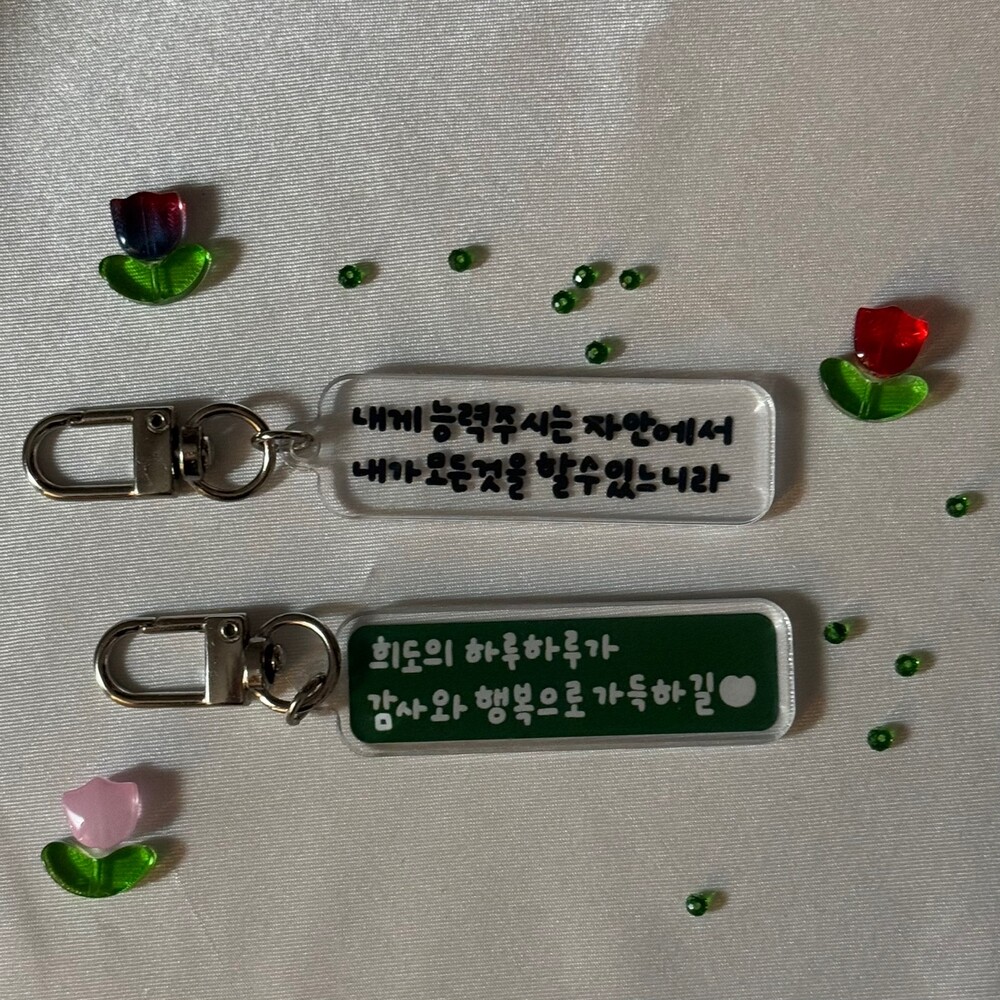 내게 능력주시는 자안에서
내가 모든것을 할수있느니라
희도의 하루하루가
감사와 행복으로 가득하길